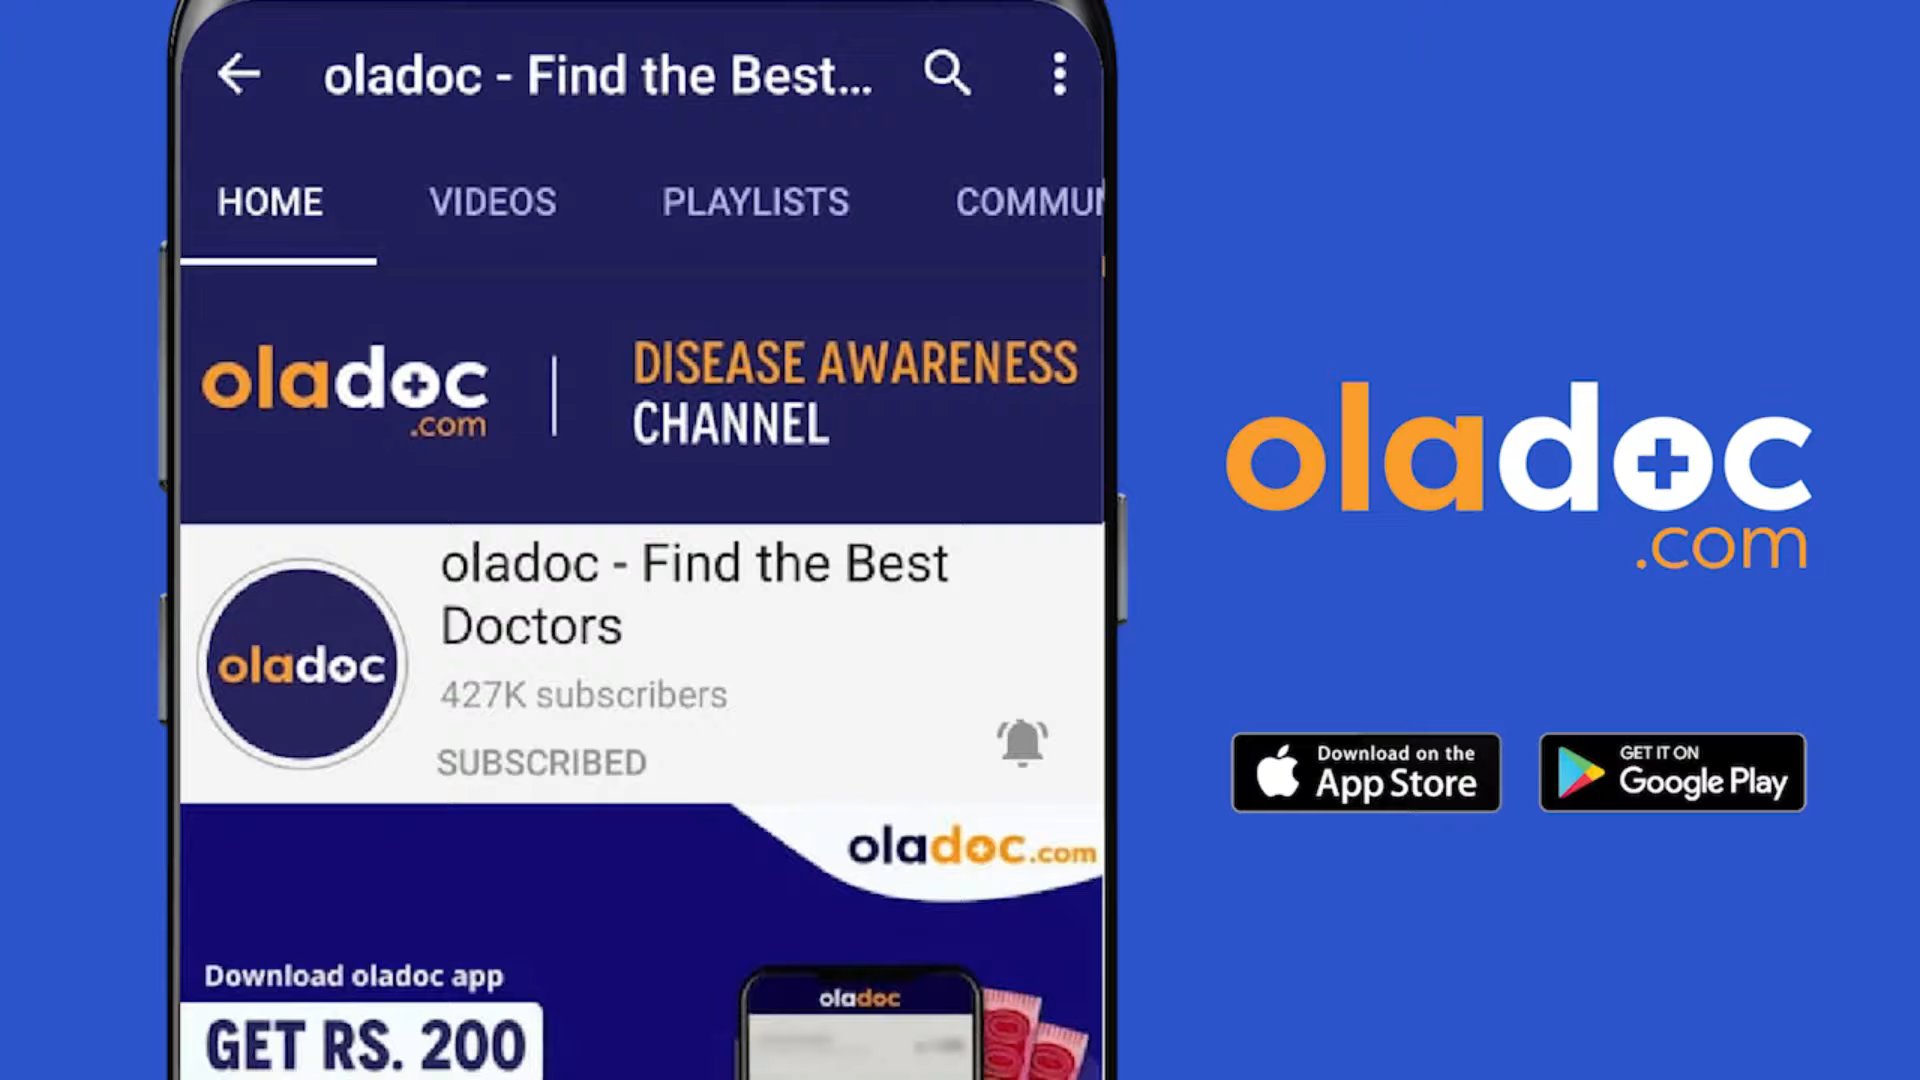 oladoc - Find the Best...
HOME
VIDEOS
PLAYLISTS
COMMUN
oladoc
.com
DISEASE AWARENESS
CHANNEL
oladoc - Find the Best
Doctors
oladoc
427K subscribers
SUBSCRIBED
oladoc.com
Download oladoc app
GET RS. 200
oladoc
oladoc
.com
Download on the
App Store
GET IT ON
Google Play